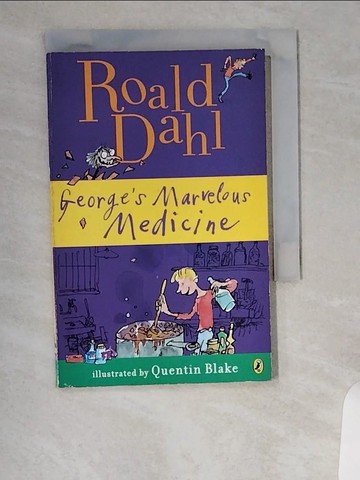 Roald
Dahl
George's Marvelous
Medicine
illustrated by Quentin Blake